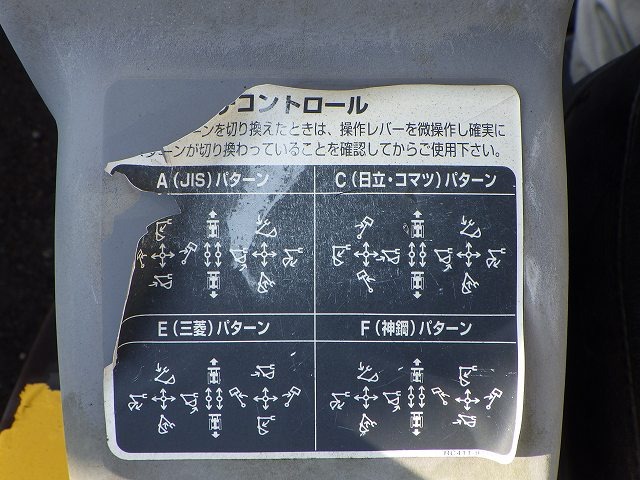 コントロール
ーンを切り換えたときは、操作レバーを微操作し確実に
ターンが切り換わっていることを確認してからご使用下さい。
A(JIS)パターン
C(日立・コマツ)パターン
E(三菱)パターン
F(神鋼)パターン